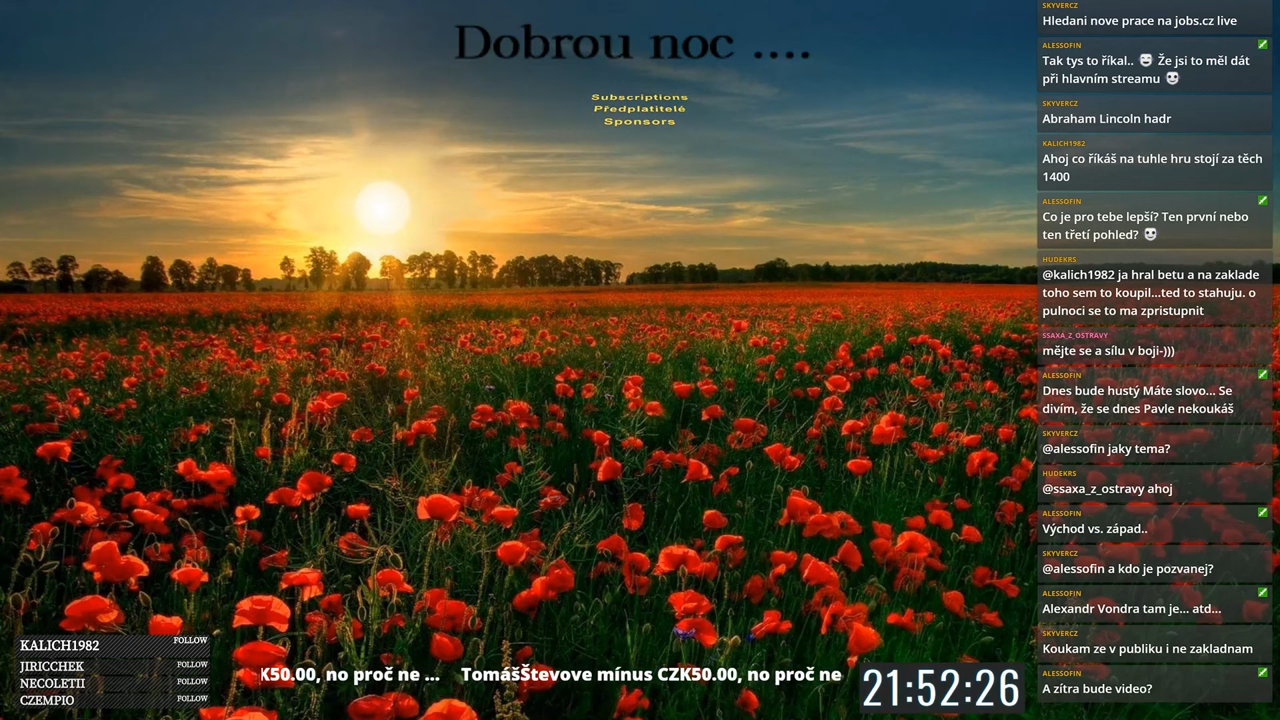 Dobrou noc ....
Subscriptions
Předplatitelé
Sponsors
SKYVERCZ
Hledani nove prace na jobs.cz live
ALESSOFIN
Tak tys to říkal.. Že jsi to měl dát
při hlavním streamu
SKYVERCZ
Abraham Lincoln hadr
KALICH1982
Ahoj co říkáš na tuhle hru stojí za těch
1400
ALESSOFIN
Co je pro tebe lepší? Ten první nebo
ten třetí pohled?
HUDEKRS
@kalich1982 ja hral betu a na zaklade
toho sem to koupil...ted to stahuju. o
pulnoci se to ma zpristupnit
SSAXA_Z_OSTRAVY
mějte se a sílu v boji-)))
ALESSOFIN
Dnes bude hustý Máte slovo... Se
divím, že se dnes Pavle nekoukáš
SKYVERCZ
@alessofin jaky tema?
HUDEKRS
@ssaxa_z_ostravy ahoj
ALESSOFIN
Východ vs. západ..
SKYVERCZ
@alessofin a kdo je pozvanej?
ALESSOFIN
Alexandr Vondra tam je... atd...
SKYVERCZ
Koukam ze v publiku i ne zakladnam
ALESSOFIN
A zítra bude video?
KALICH1982 FOLLOW
JIRICCHEK FOLLOW
NECOLETII FOLLOW
CZEMPIO FOLLOW
K50.00, no proč ne ... TomášŠtevove mínus CZK50.00, no proč ne
21:52:26